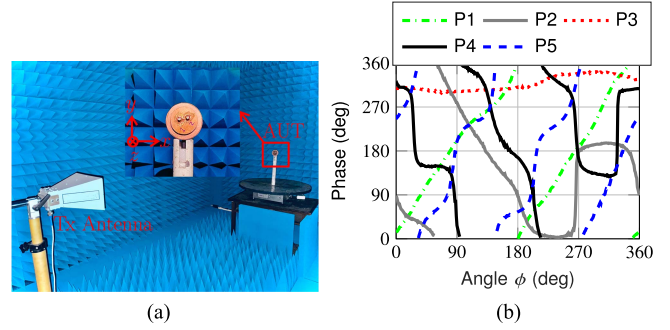 (a)
AUT
y
x
z
Tx Antenna
(b)
P1 P2 P3
P4 P5
360
270
180
90
0
Phase (deg)
0 90 180 270 360
Angle ϕ (deg)
(a) (b)